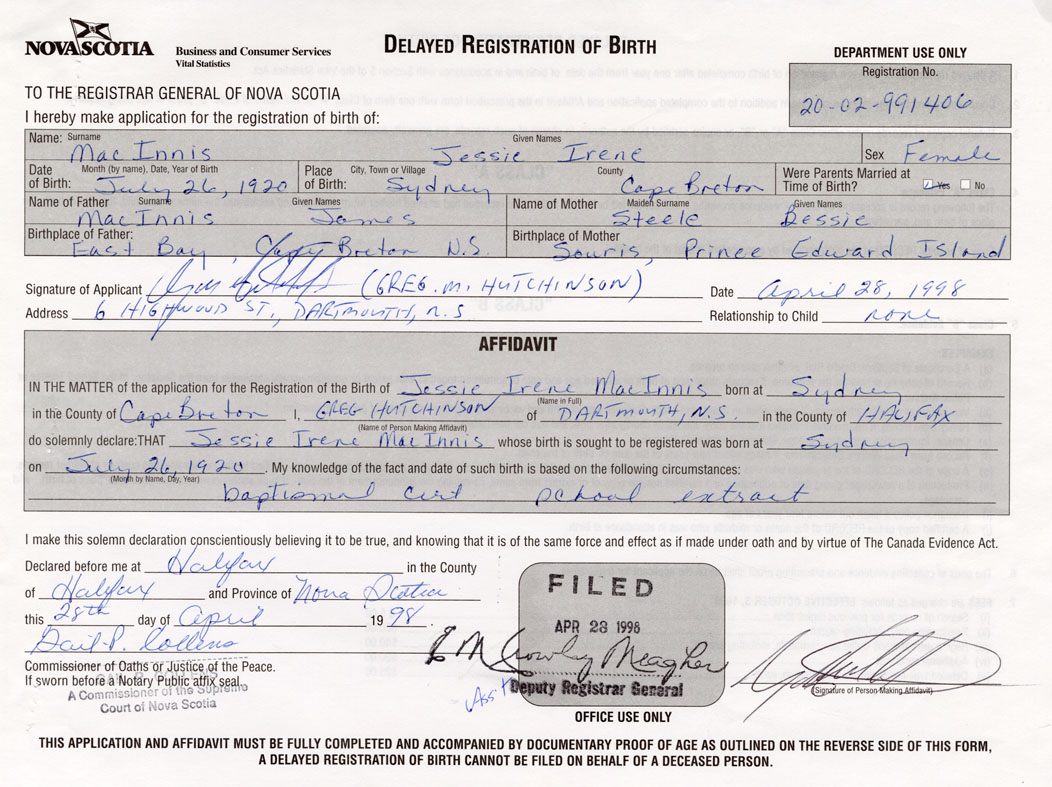 NOVA SCOTIA
Business and Consumer Services
Vital Statistics
DELAYED REGISTRATION OF BIRTH
DEPARTMENT USE ONLY
Registration No.
20-02-991406
TO THE REGISTRAR GENERAL OF NOVA SCOTIA
I hereby make application for the registration of birth of:
Name: Surname Given Names
Mac Innis Jessie Irene Sex Female
Date of Birth: Month (by name), Date, Year of Birth July 26, 1920 Place of Birth: City, Town or Village Sydney County Cape Breton Were Parents Married at Time of Birth? ✓ Yes No
Name of Father Surname Given Names Name of Mother Maiden Surname Given Names
MacInnis James Steele Bessie
Birthplace of Father: Birthplace of Mother
East Bay, Cape Breton N.S. Souris, Prince Edward Island
Signature of Applicant (GREG. M. HUTCHINSON) Date April 28, 1998
Address 6 HIGHWOOD ST., DARTMOUTH, N.S. Relationship to Child none
AFFIDAVIT
IN THE MATTER of the application for the Registration of the Birth of Jessie Irene MacInnis born at Sydney
(Name in Full)
in the County of Cape Breton I, GREG HUTCHINSON of DARTMOUTH, N.S. in the County of HALIFAX
(Name of Person Making Affidavit)
do solemnly declare: THAT Jessie Irene MacInnis whose birth is sought to be registered was born at Sydney
on July 26, 1920. My knowledge of the fact and date of such birth is based on the following circumstances:
(Month by Name, Day, Year)
baptismal cert school extract
I make this solemn declaration conscientiously believing it to be true, and knowing that it is of the same force and effect as if made under oath and by virtue of The Canada Evidence Act.
Declared before me at Halifax in the County
of Halifax and Province of Nova Scotia
this 28th day of April 1998.
Gail P. Collens
Commissioner of Oaths or Justice of the Peace.
If sworn before a Notary Public affix seal.
A Commissioner of the Supreme
Court of Nova Scotia
FILED
APR 28 1998
EM Crowley Meagher
Ass't Deputy Registrar General
OFFICE USE ONLY
(Signature of Person Making Affidavit)
THIS APPLICATION AND AFFIDAVIT MUST BE FULLY COMPLETED AND ACCOMPANIED BY DOCUMENTARY PROOF OF AGE AS OUTLINED ON THE REVERSE SIDE OF THIS FORM,
A DELAYED REGISTRATION OF BIRTH CANNOT BE FILED ON BEHALF OF A DECEASED PERSON.